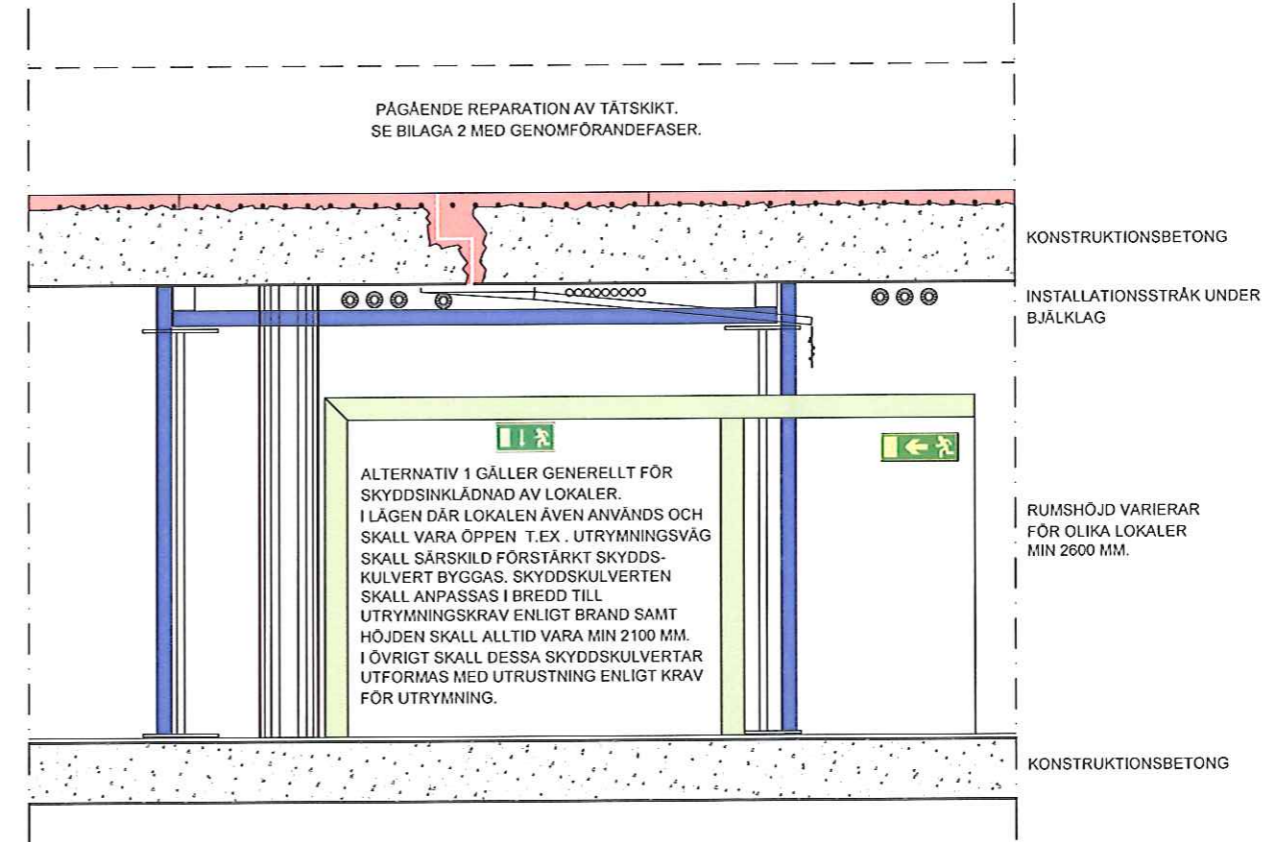 PÅGÅENDE REPARATION AV TÄTSKIKT.
SE BILAGA 2 MED GENOMFÖRANDEFASER.
KONSTRUKTIONSBETONG
INSTALLATIONSSTRÅK UNDER
BJÄLKLAG
ALTERNATIV 1 GÄLLER GENERELLT FÖR
SKYDDSINKLÄDNAD AV LOKALER.
I LÄGEN DÄR LOKALEN ÄVEN ANVÄNDS OCH
SKALL VARA ÖPPEN T.EX . UTRYMNINGSVÄG
SKALL SÄRSKILD FÖRSTÄRKT SKYDDS-
KULVERT BYGGAS. SKYDDSKULVERTEN
SKALL ANPASSAS I BREDD TILL
UTRYMNINGSKRAV ENLIGT BRAND SAMT
HÖJDEN SKALL ALLTID VARA MIN 2100 MM.
I ÖVRIGT SKALL DESSA SKYDDSKULVERTAR
UTFORMAS MED UTRUSTNING ENLIGT KRAV
FÖR UTRYMNING.
RUMSHÖJD VARIERAR
FÖR OLIKA LOKALER
MIN 2600 MM.
KONSTRUKTIONSBETONG